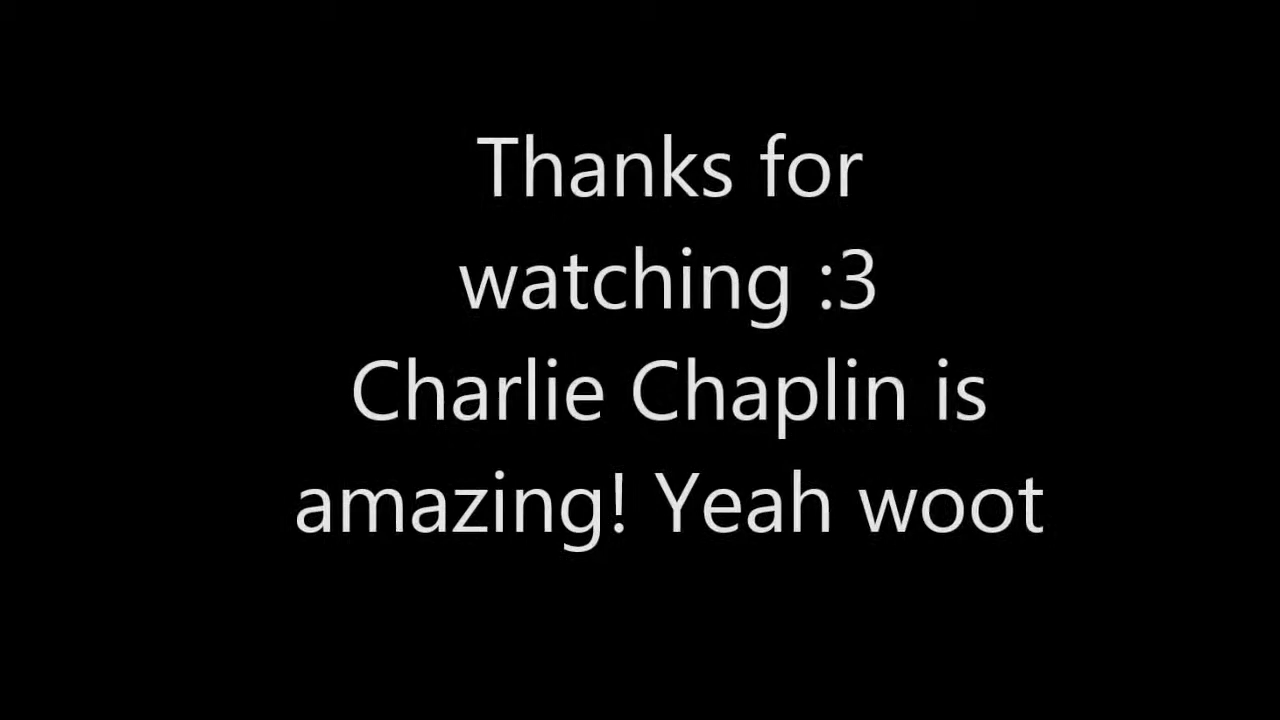 Thanks for
watching :3
Charlie Chaplin is
amazing! Yeah woot